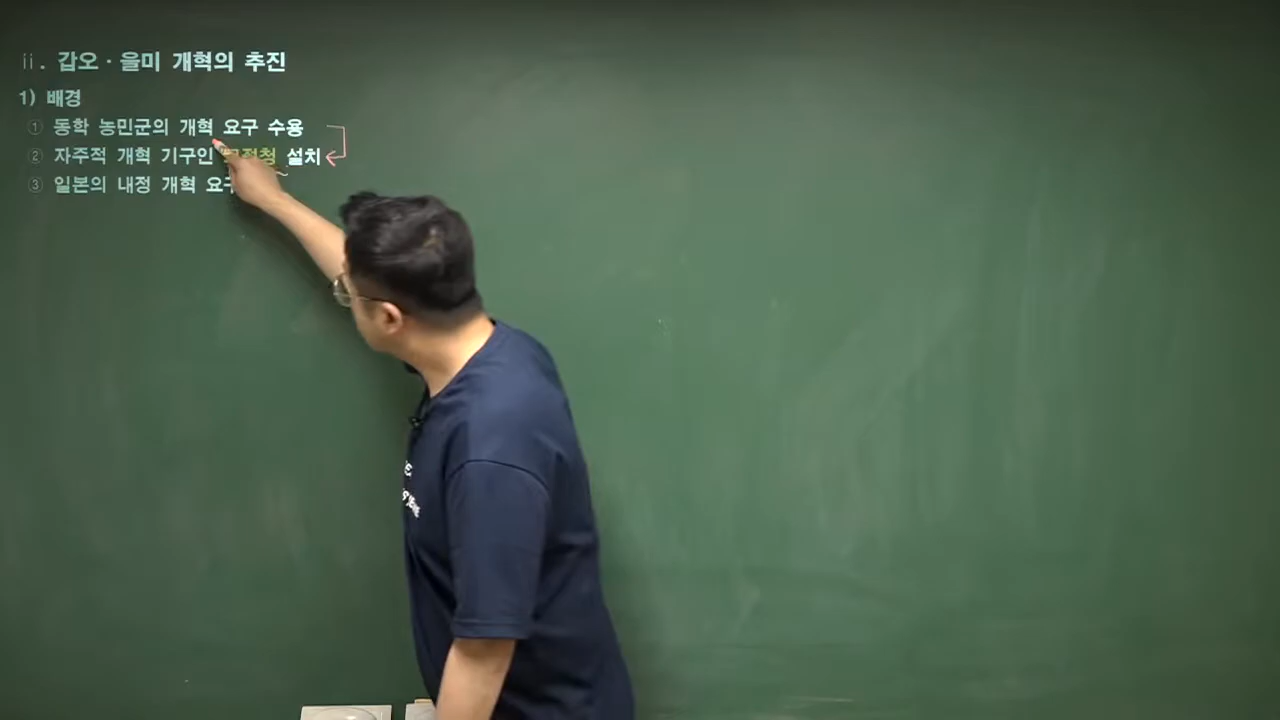 ⅱ. 갑오 · 을미 개혁의 추진
1) 배경
① 동학 농민군의 개혁 요구 수용
② 자주적 개혁 기구인 설치
③ 일본의 내정 개혁 요구